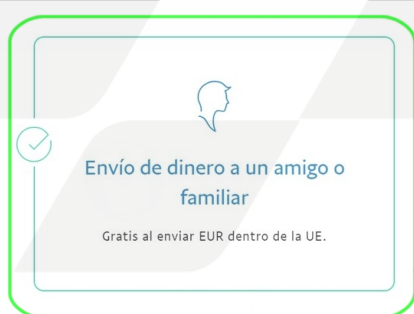 Envío de dinero a un amigo o
familiar
Gratis al enviar EUR dentro de la UE.